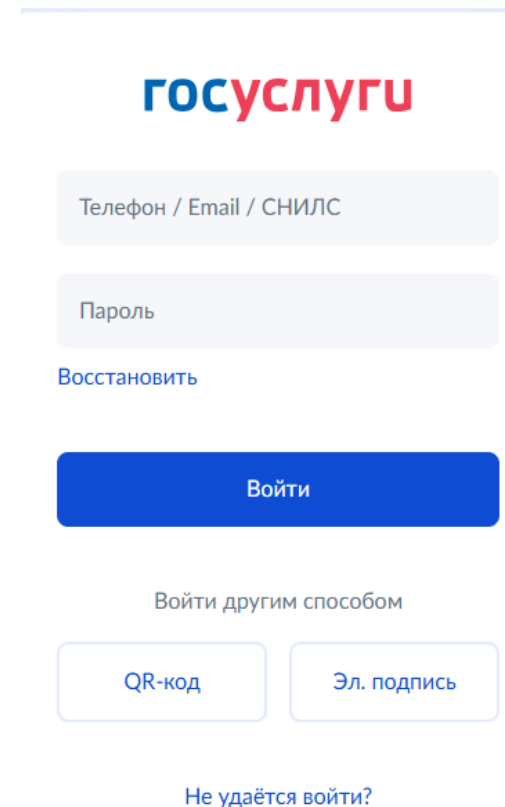 госуслуги
Телефон / Email / СНИЛС
Пароль
Восстановить
Войти
Войти другим способом
QR-код Эл. подпись
Не удаётся войти?